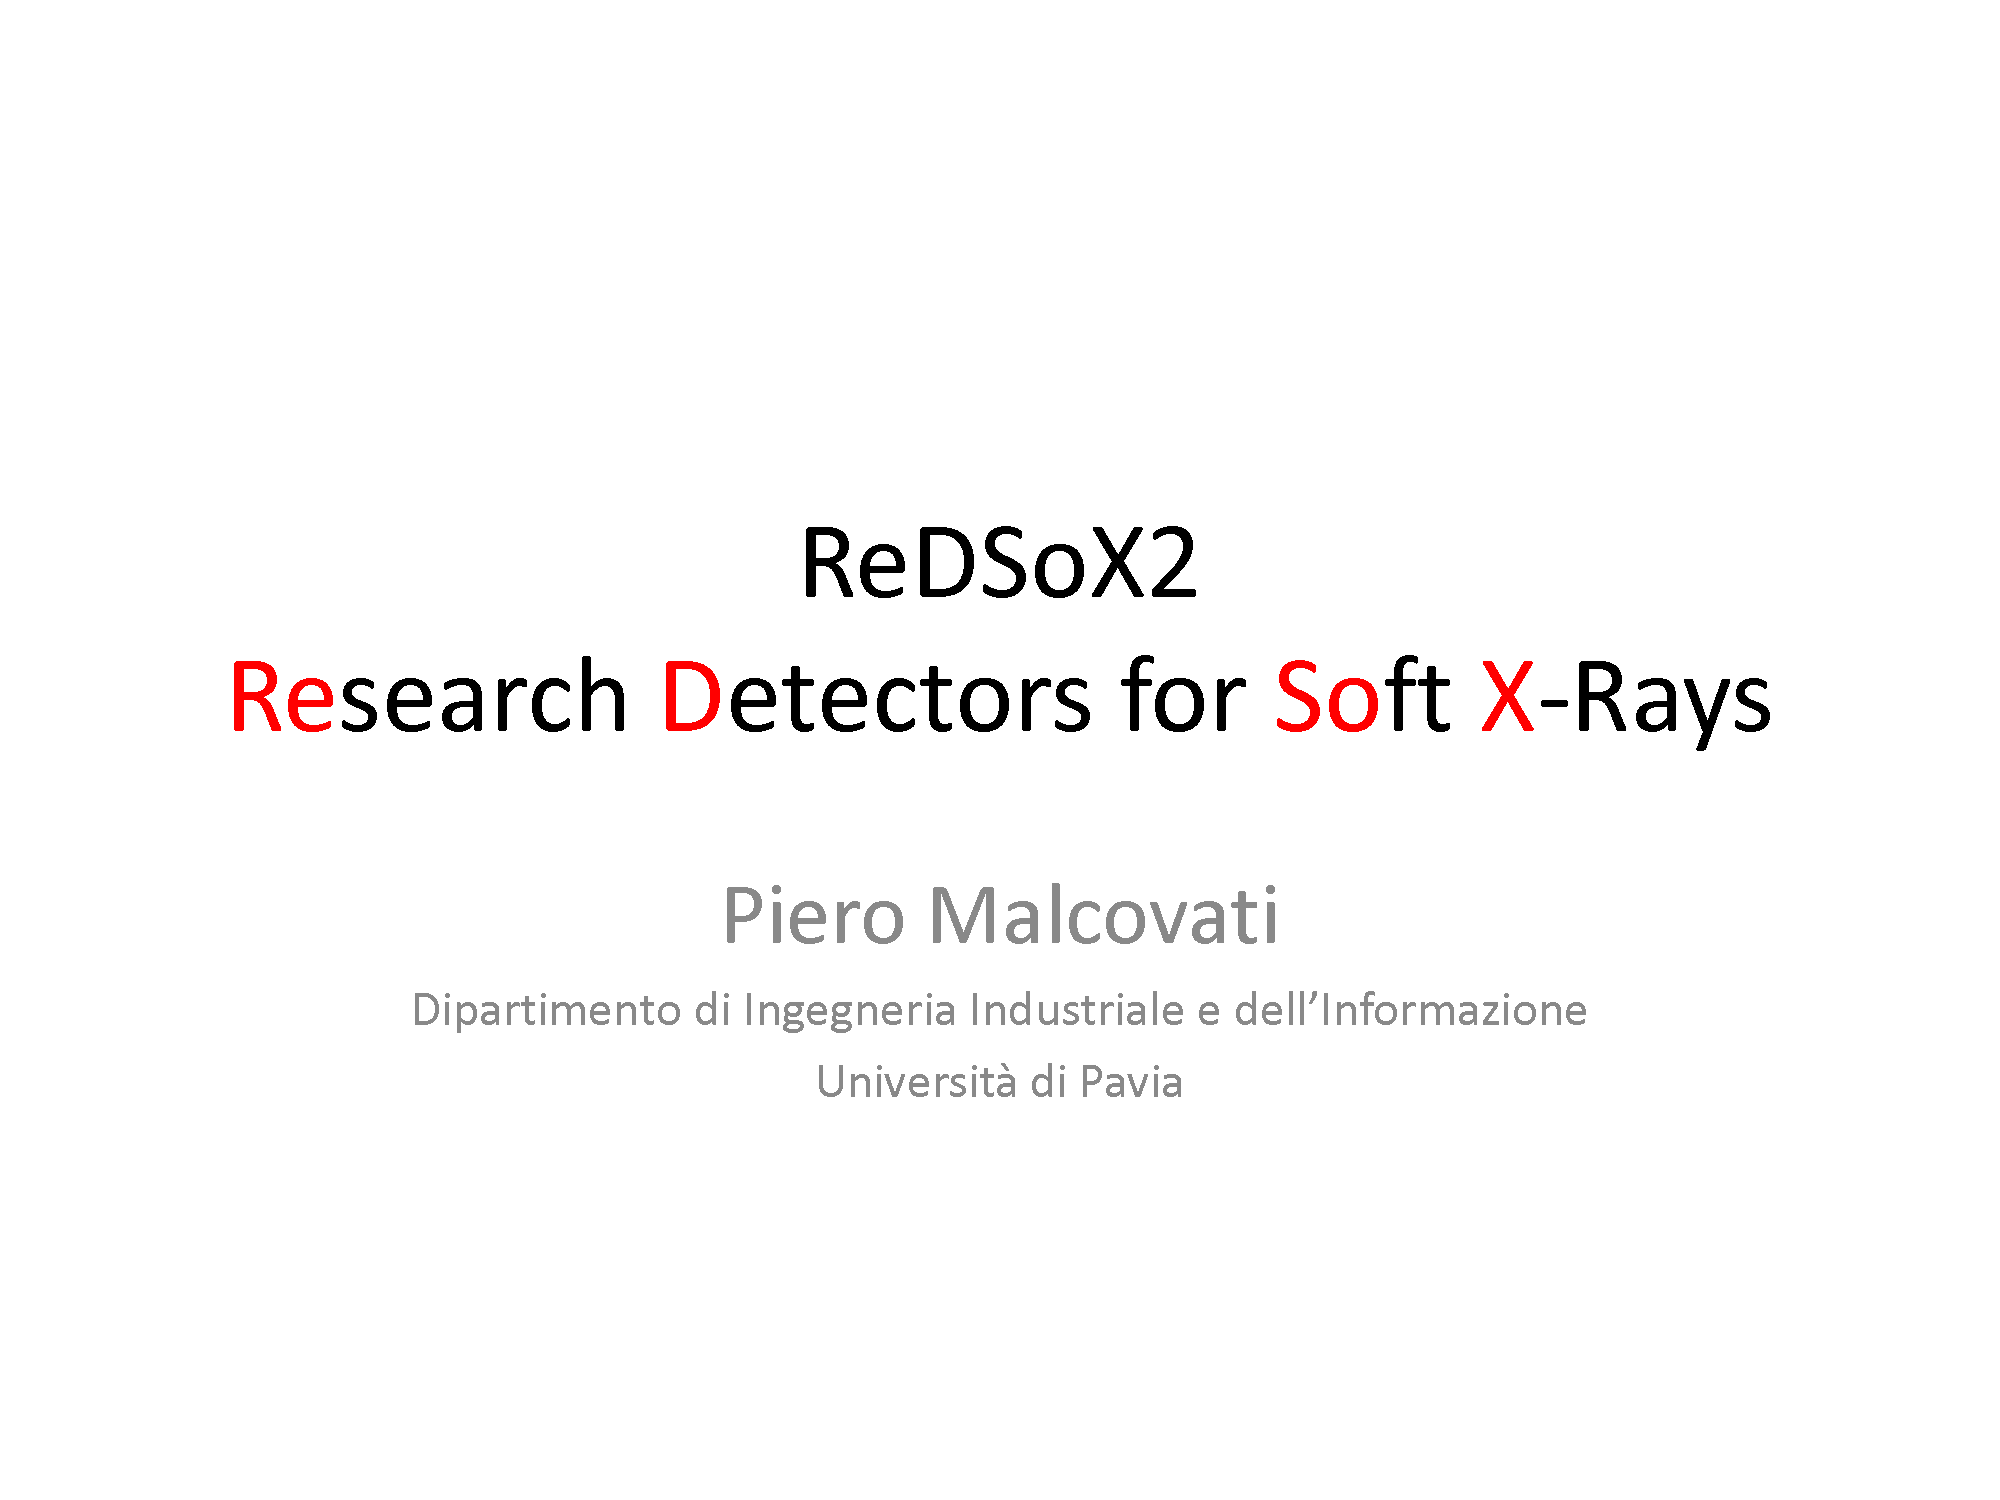 ReDSoX2
Research Detectors for Soft X-Rays
Piero Malcovati
Dipartimento di Ingegneria Industriale e dell’Informazione
Università di Pavia